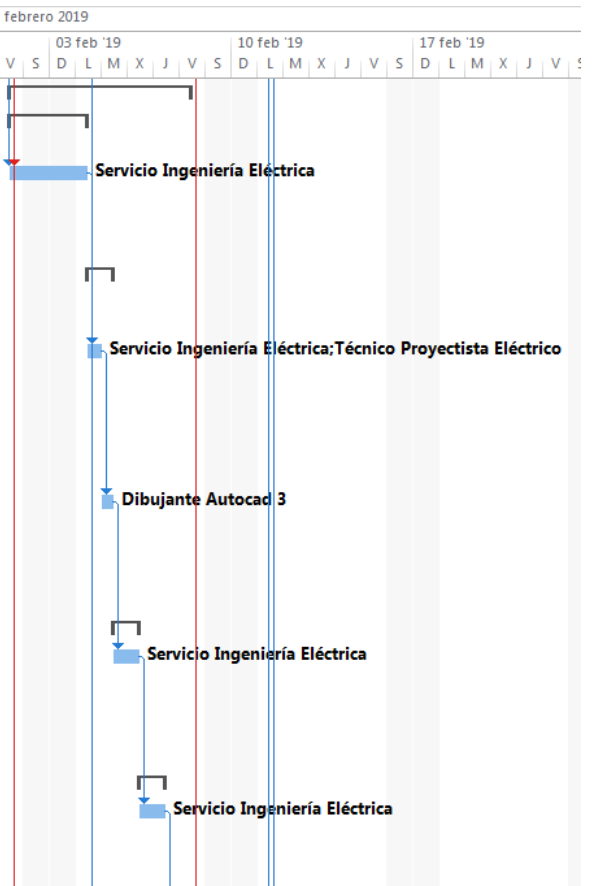 febrero 2019
03 feb '19 10 feb '19 17 feb '19
V S D L M X J V S D L M X J V S D L M X J V S
Servicio Ingeniería Eléctrica
Servicio Ingeniería Eléctrica;Técnico Proyectista Eléctrico
Dibujante Autocad 3
Servicio Ingeniería Eléctrica
Servicio Ingeniería Eléctrica